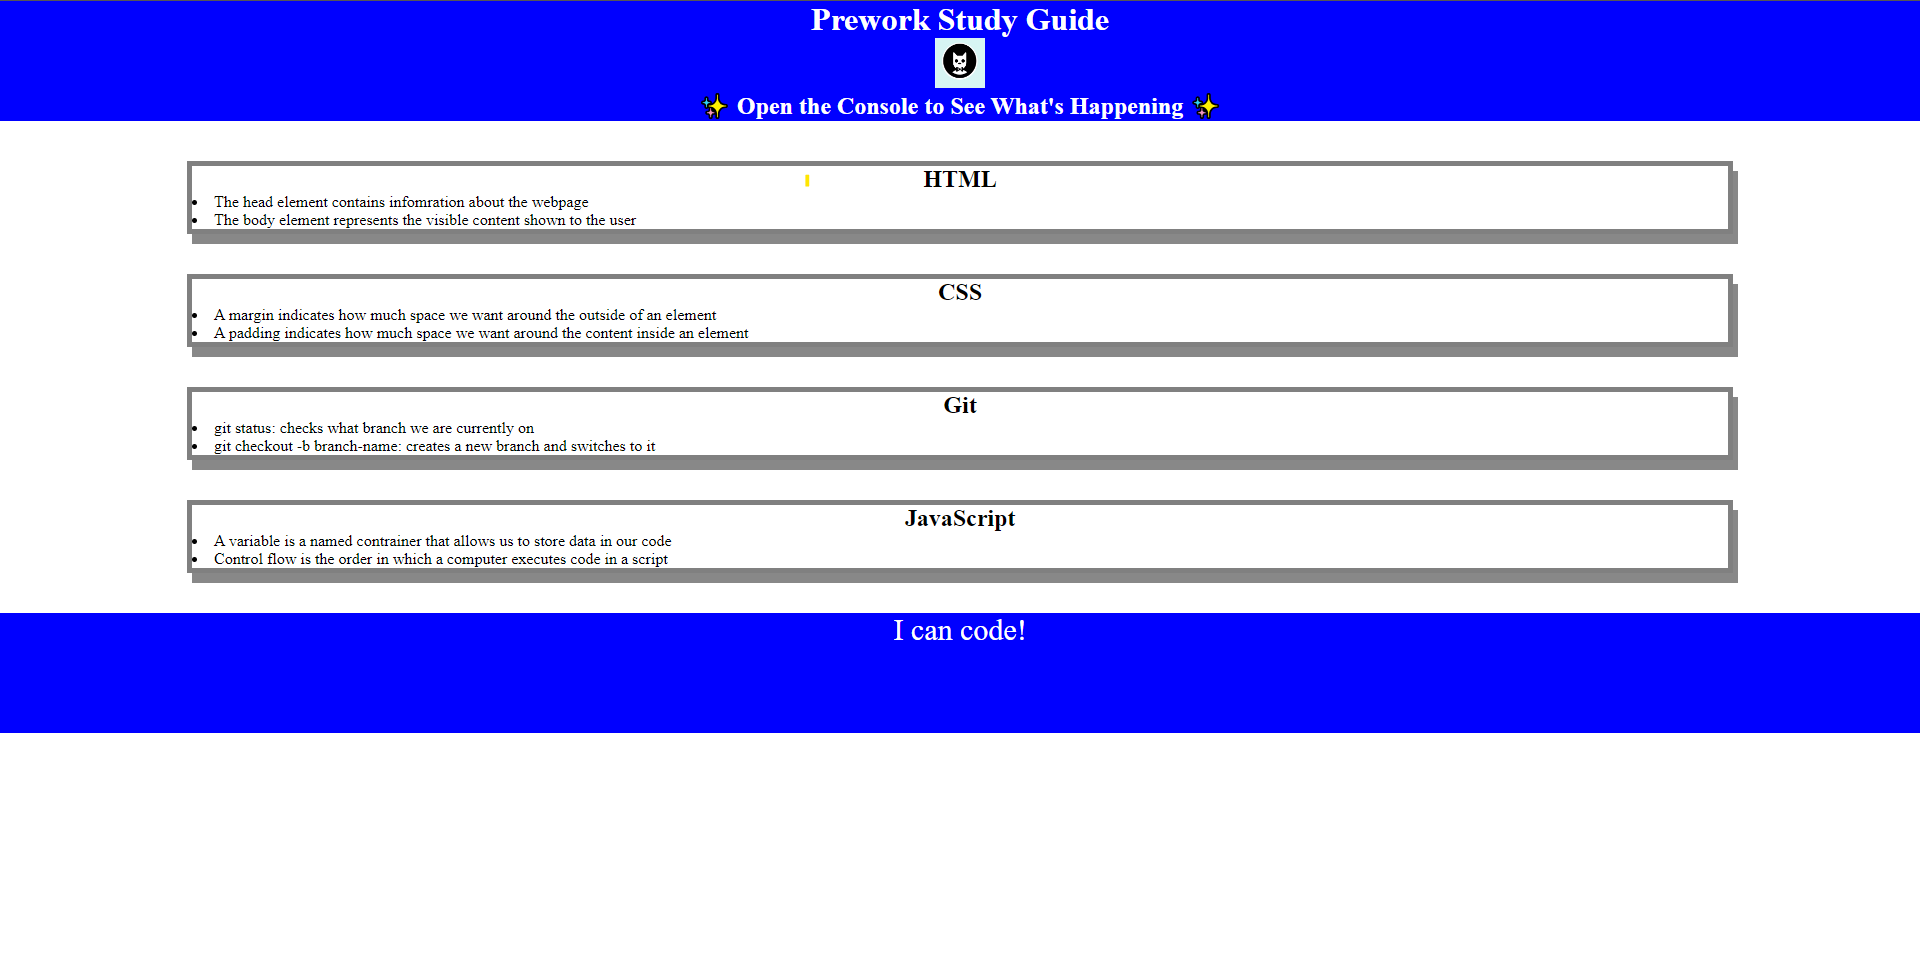 Prework Study Guide
✨ Open the Console to See What's Happening ✨
HTML
• The head element contains infomration about the webpage
• The body element represents the visible content shown to the user
CSS
• A margin indicates how much space we want around the outside of an element
• A padding indicates how much space we want around the content inside an element
Git
• git status: checks what branch we are currently on
• git checkout -b branch-name: creates a new branch and switches to it
JavaScript
• A variable is a named contrainer that allows us to store data in our code
• Control flow is the order in which a computer executes code in a script
I can code!